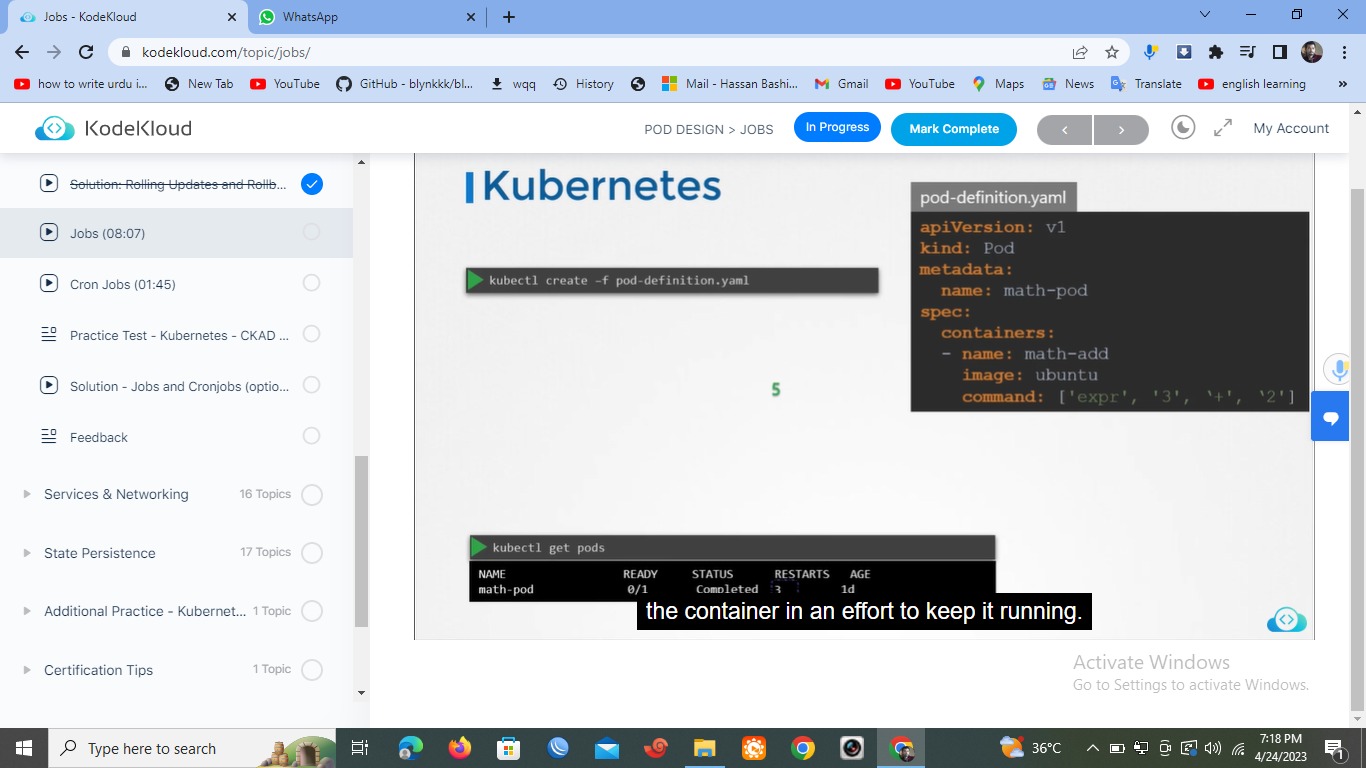 Jobs - KodeKloud
WhatsApp
kodekloud.com/topic/jobs/
how to write urdu i...
New Tab
YouTube
GitHub - blynkkk/bl...
wqq
History
Mail - Hassan Bashi...
Gmail
YouTube
Maps
News
Translate
english learning
»
KodeKloud
POD DESIGN > JOBS
In Progress
Mark Complete
My Account
Solution: Rolling Updates and Rollb...
Jobs (08:07)
Cron Jobs (01:45)
Practice Test - Kubernetes - CKAD ...
Solution - Jobs and Cronjobs (optio...
Feedback
Services & Networking 16 Topics
State Persistence 17 Topics
Additional Practice - Kubernet... 1 Topic
Certification Tips 1 Topic
Kubernetes
kubectl create -f pod-definition.yaml
5
pod-definition.yaml
apiVersion: v1
kind: Pod
metadata:
name: math-pod
spec:
containers:
- name: math-add
image: ubuntu
command: ['expr', '3', ‘+', ‘2']
kubectl get pods
NAME READY STATUS RESTARTS AGE
math-pod 0/1 Completed 3 1d
the container in an effort to keep it running.
Activate Windows
Go to Settings to activate Windows.
Type here to search
36°C
7:18 PM
4/24/2023
1